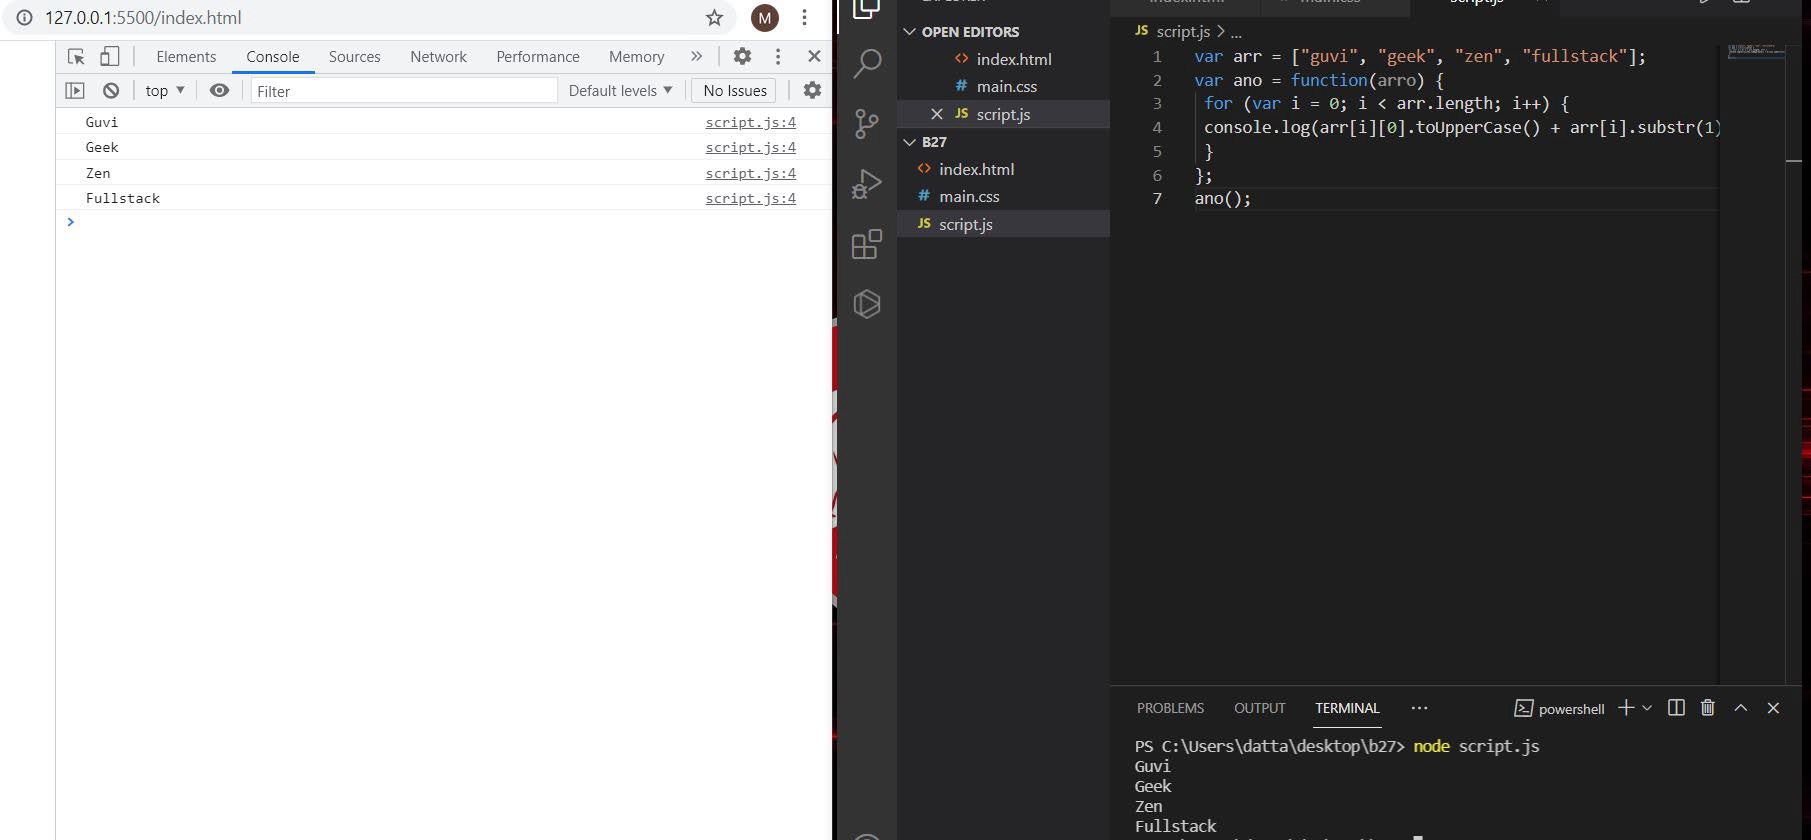 127.0.0.1:5500/index.html
M
Elements Console Sources Network Performance Memory »
top ▼ Filter Default levels ▼ No Issues
Guvi script.js:4
Geek script.js:4
Zen script.js:4
Fullstack script.js:4
>
OPEN EDITORS
<> index.html
# main.css
JS script.js
B27
<> index.html
# main.css
JS script.js
JS script.js > ...
1 var arr = ["guvi", "geek", "zen", "fullstack"];
2 var ano = function(arro) {
3 for (var i = 0; i < arr.length; i++) {
4 console.log(arr[i][0].toUpperCase() + arr[i].substr(1)
5 }
6 };
7 ano();
PROBLEMS OUTPUT TERMINAL ... powershell
PS C:\Users\datta\desktop\b27> node script.js
Guvi
Geek
Zen
Fullstack